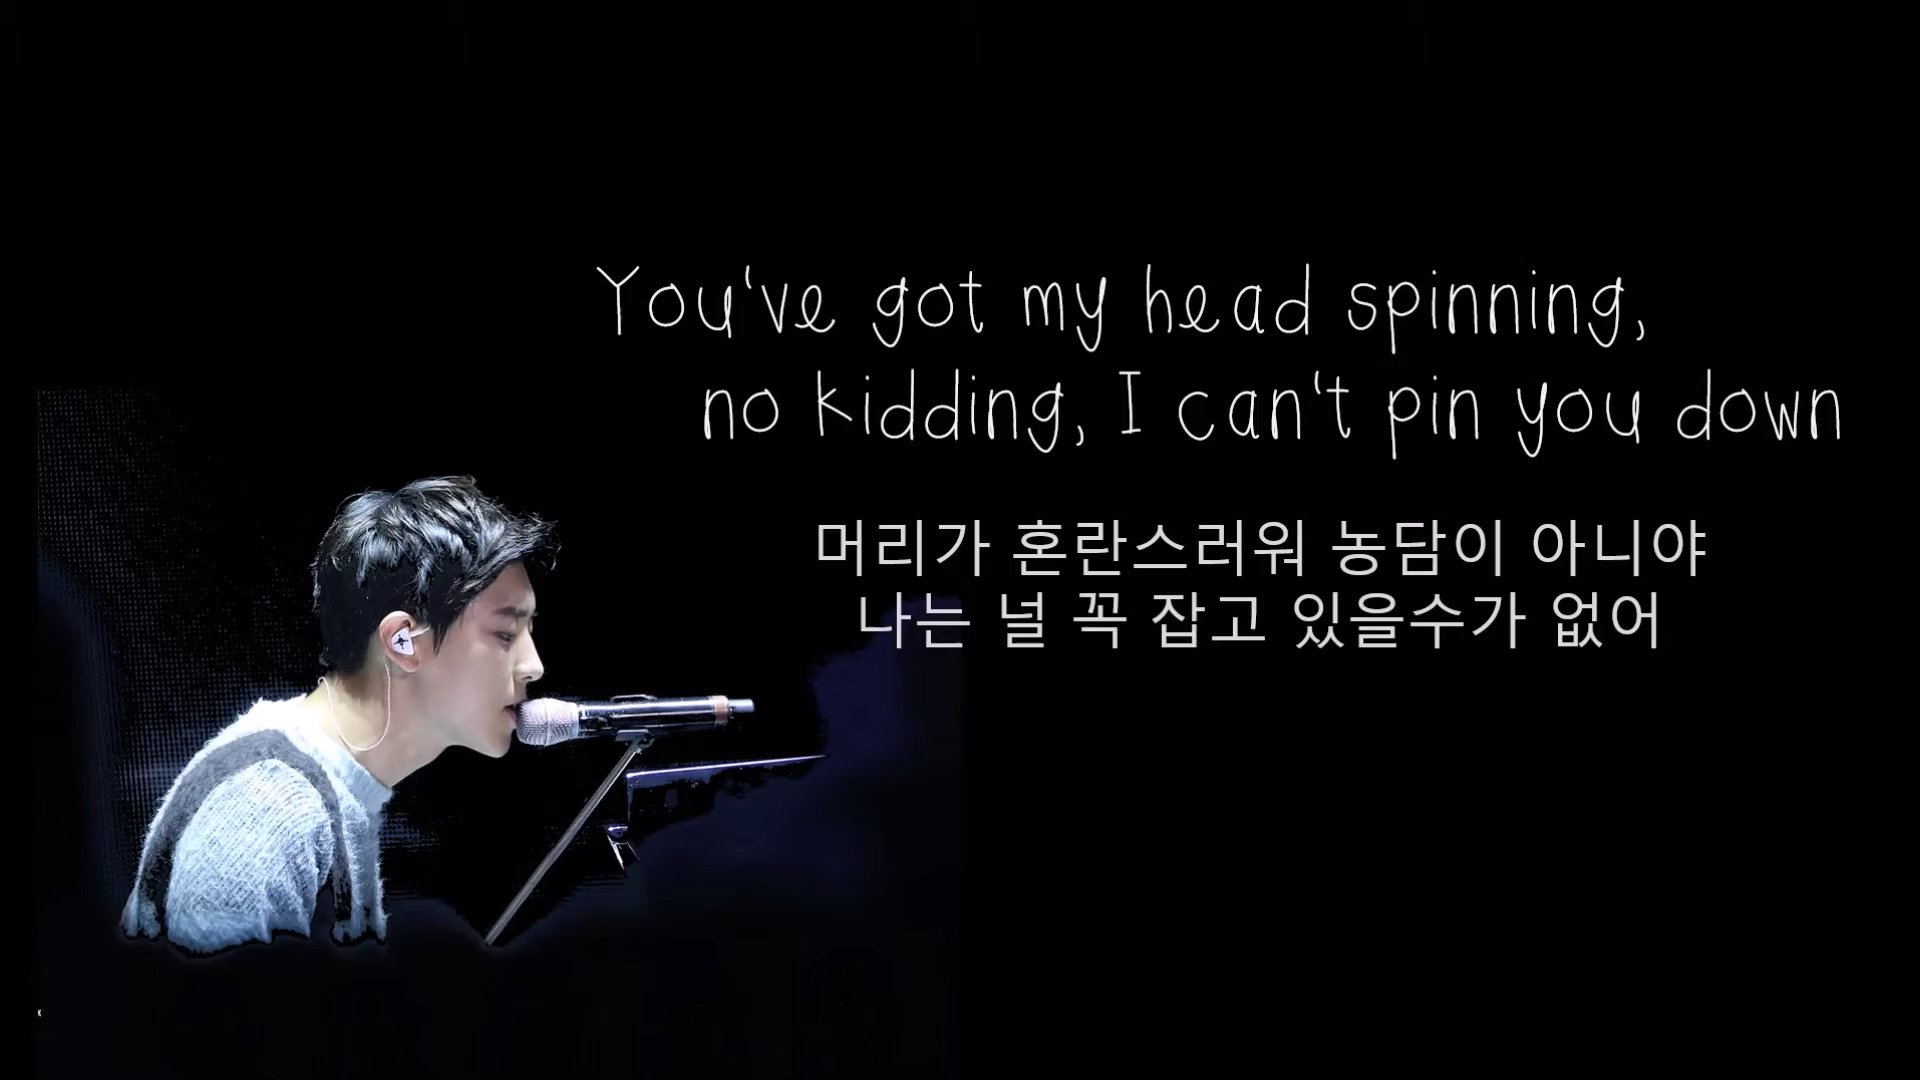 You've got my head spinning,
no kidding, I can't pin you down
머리가 혼란스러워 농담이 아니야
나는 널 꼭 잡고 있을수가 없어